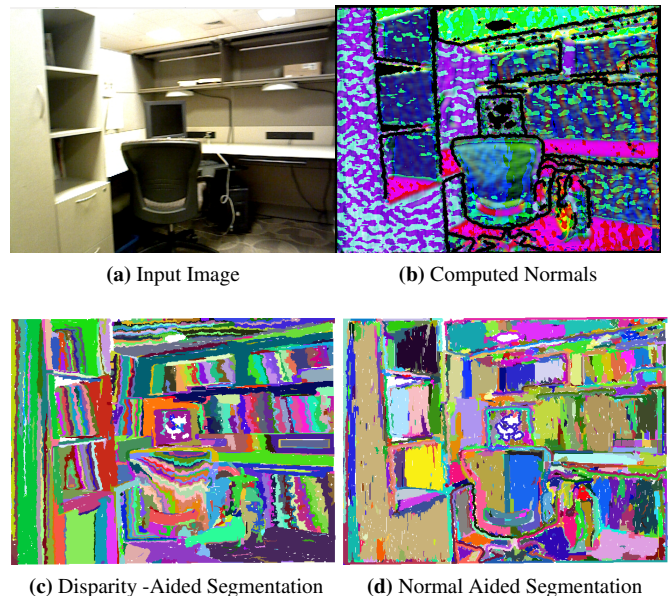 (a) Input Image
(b) Computed Normals
(c) Disparity -Aided Segmentation
(d) Normal Aided Segmentation